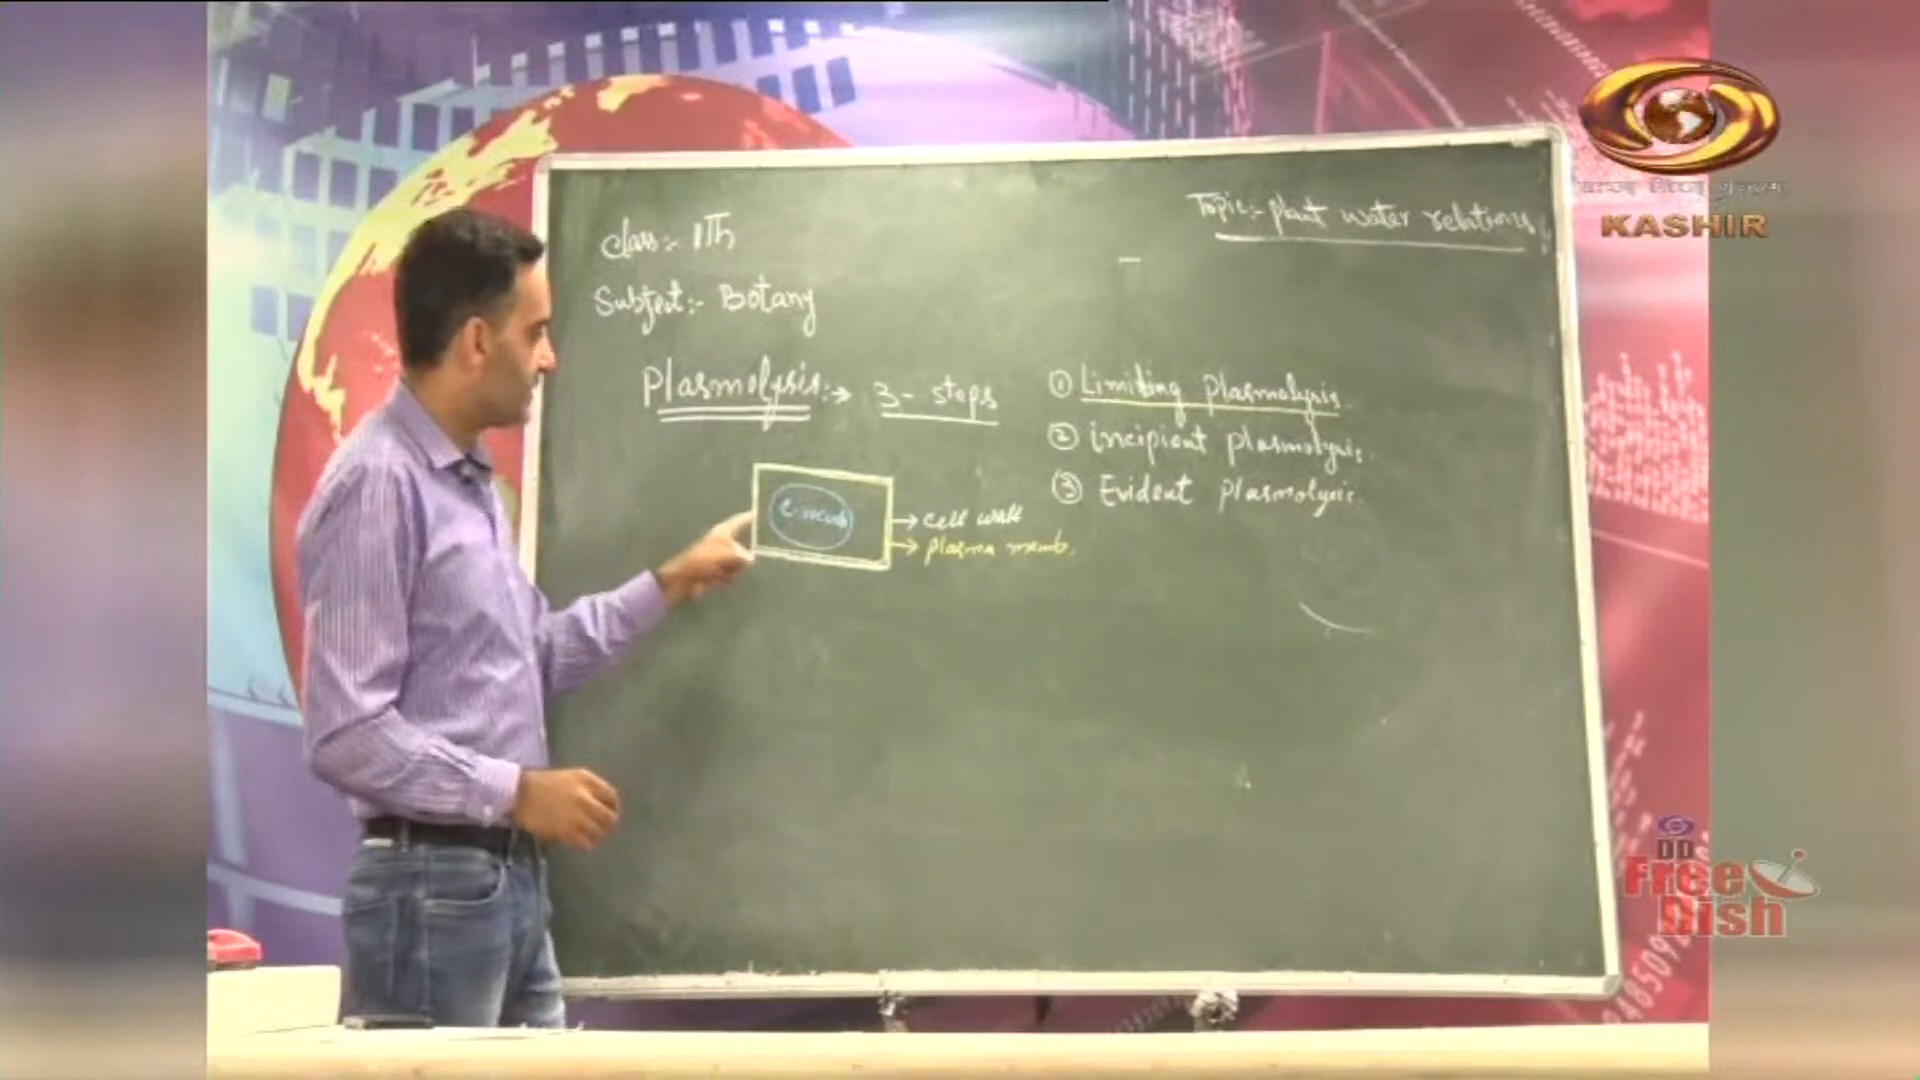 Class:- 11Th
Topic:- plant water relations
Subject:- Botany
Plasmolysis:→ 3- steps
① Limiting plasmolysis.
② incipient plasmolysis.
③ Evident plasmolysis.
→ cell wall
→ plasma memb.
KASHIR
DD
Free
Dish